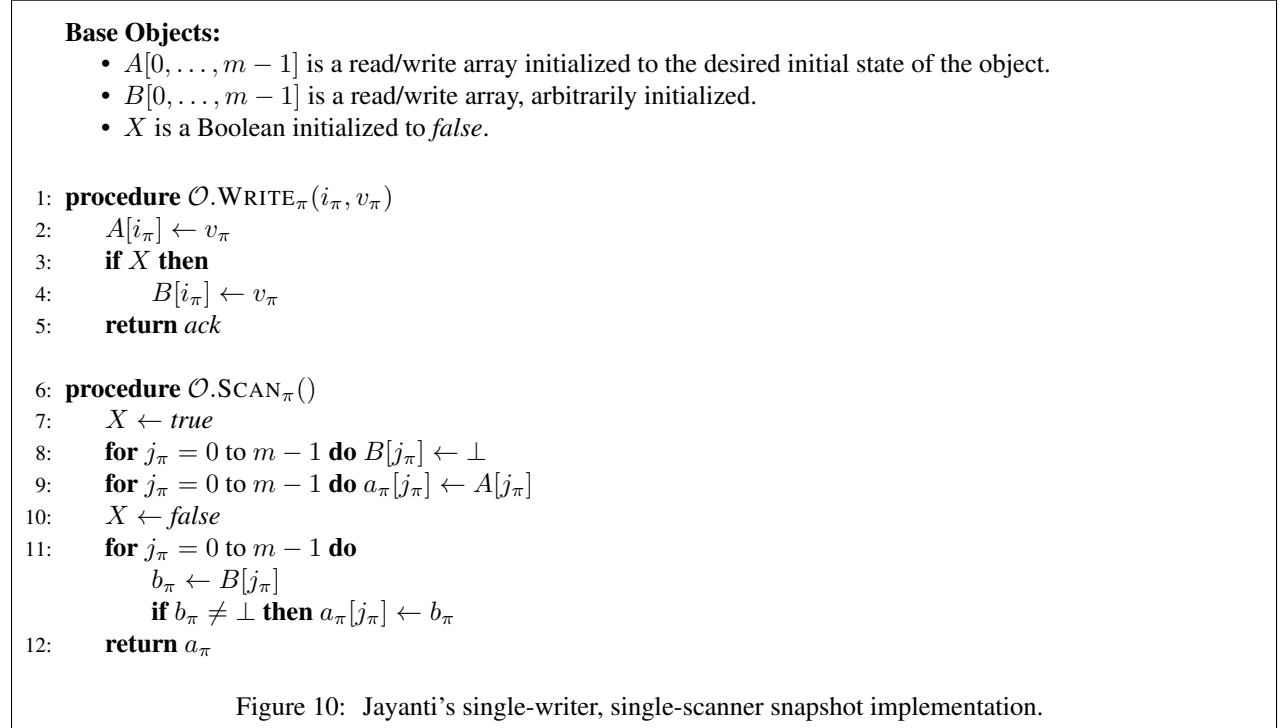 Base Objects:
• A[0, . . . , m − 1] is a read/write array initialized to the desired initial state of the object.
• B[0, . . . , m − 1] is a read/write array, arbitrarily initialized.
• X is a Boolean initialized to false.
1: procedure 𝒪.WRITEπ(iπ, vπ)
2: A[iπ] ← vπ
3: if X then
4: B[iπ] ← vπ
5: return ack
6: procedure 𝒪.SCANπ()
7: X ← true
8: for jπ = 0 to m − 1 do B[jπ] ← ⊥
9: for jπ = 0 to m − 1 do aπ[jπ] ← A[jπ]
10: X ← false
11: for jπ = 0 to m − 1 do
bπ ← B[jπ]
if bπ ≠ ⊥ then aπ[jπ] ← bπ
12: return aπ
Figure 10: Jayanti's single-writer, single-scanner snapshot implementation.